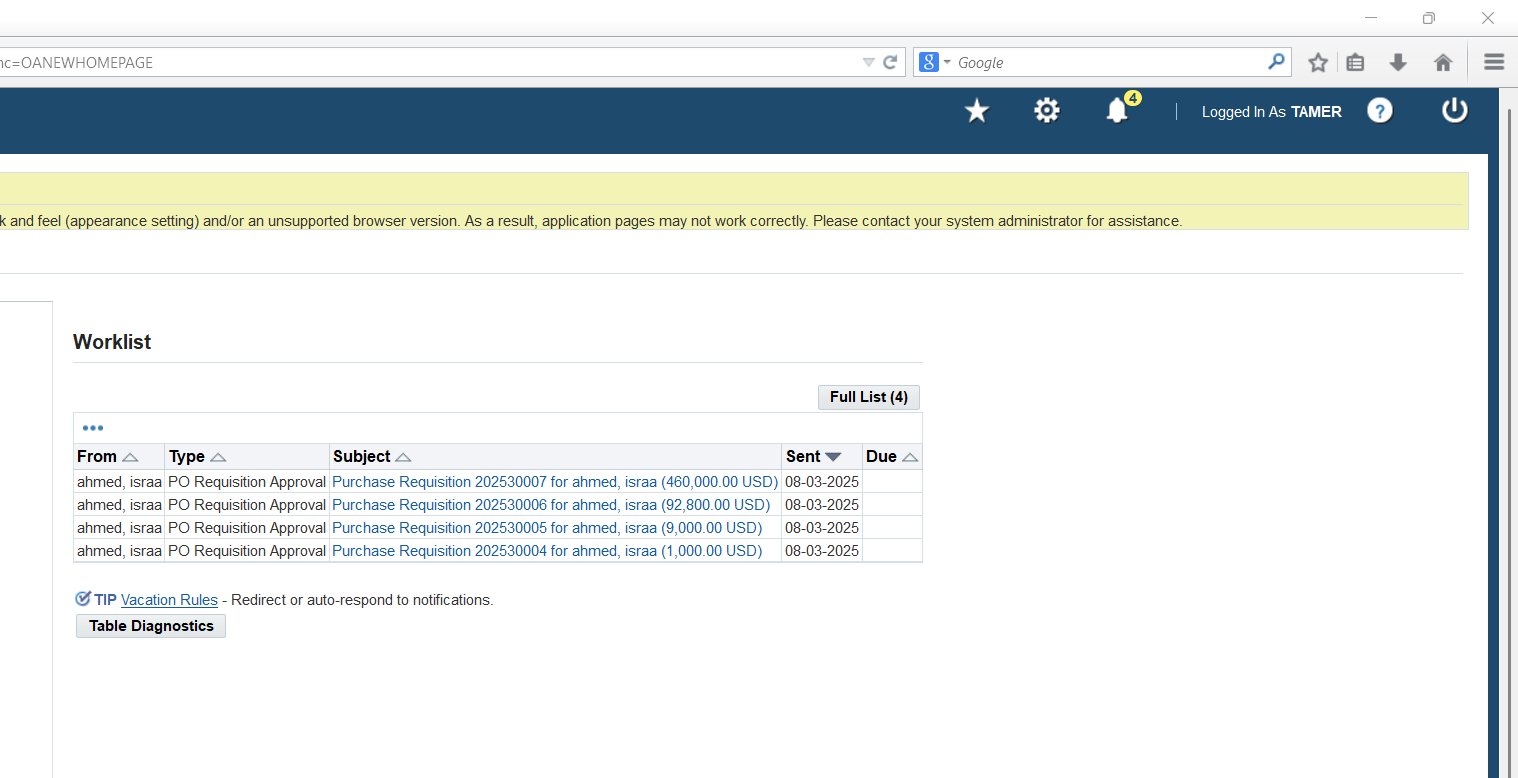 nc=OANEWHOMEPAGE
8 Google
4
Logged In As TAMER ?
k and feel (appearance setting) and/or an unsupported browser version. As a result, application pages may not work correctly. Please contact your system administrator for assistance.
Worklist
Full List (4)
From Type Subject Sent Due
ahmed, israa PO Requisition Approval Purchase Requisition 202530007 for ahmed, israa (460,000.00 USD) 08-03-2025
ahmed, israa PO Requisition Approval Purchase Requisition 202530006 for ahmed, israa (92,800.00 USD) 08-03-2025
ahmed, israa PO Requisition Approval Purchase Requisition 202530005 for ahmed, israa (9,000.00 USD) 08-03-2025
ahmed, israa PO Requisition Approval Purchase Requisition 202530004 for ahmed, israa (1,000.00 USD) 08-03-2025
TIP Vacation Rules - Redirect or auto-respond to notifications.
Table Diagnostics